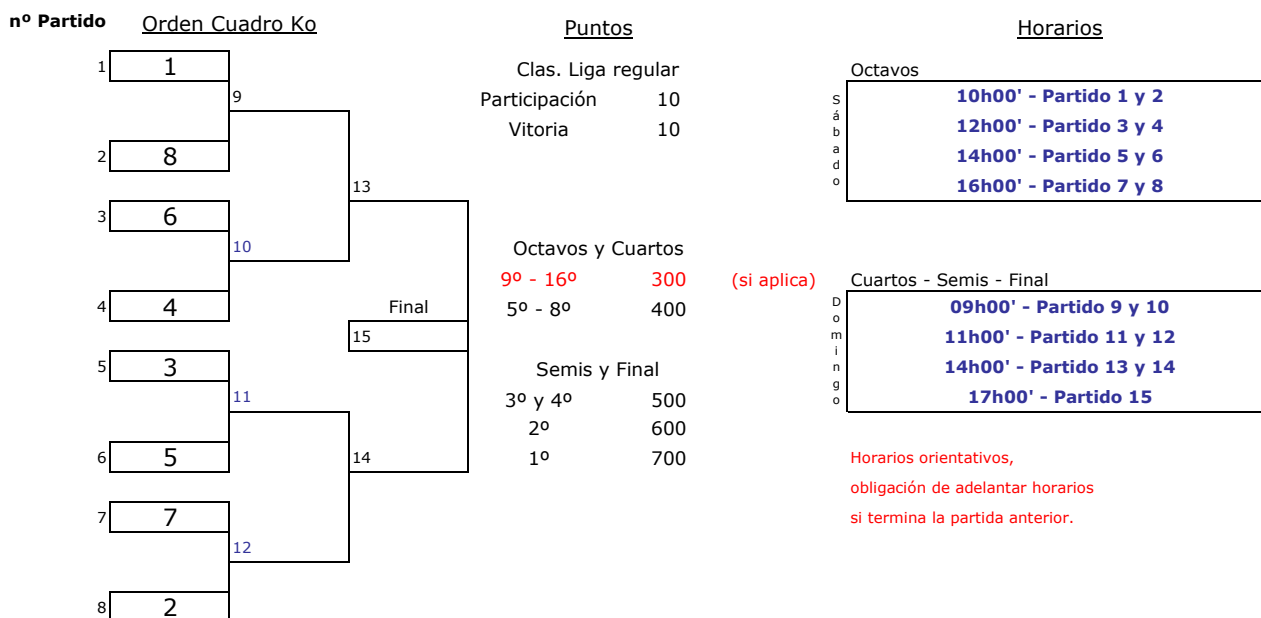 nº Partido
Orden Cuadro Ko
1 1
9
2 8
13
3 6
10
4 4
Final
15
5 3
11
6 5
14
7 7
12
8 2
Puntos
Clas. Liga regular
Participación 10
Vitoria 10
Octavos y Cuartos
9º - 16º 300 (si aplica)
5º - 8º 400
Semis y Final
3º y 4º 500
2º 600
1º 700
Horarios
Octavos
Sábado
10h00' - Partido 1 y 2
12h00' - Partido 3 y 4
14h00' - Partido 5 y 6
16h00' - Partido 7 y 8
Cuartos - Semis - Final
Domingo
09h00' - Partido 9 y 10
11h00' - Partido 11 y 12
14h00' - Partido 13 y 14
17h00' - Partido 15
Horarios orientativos,
obligación de adelantar horarios
si termina la partida anterior.